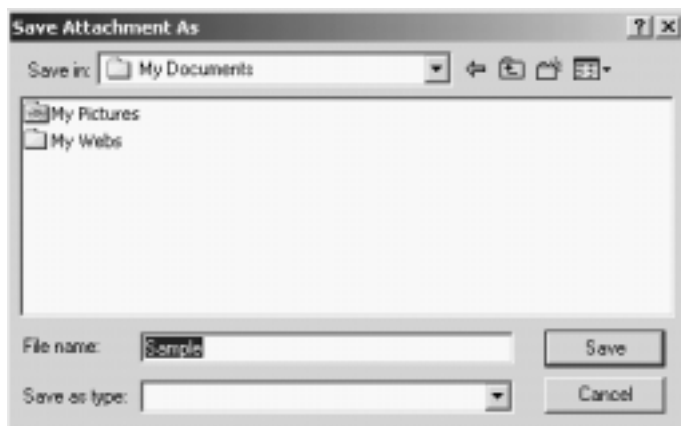 Save Attachment As
Save in: My Documents
My Pictures
My Webs
File name: Sample Save
Save as type: Cancel